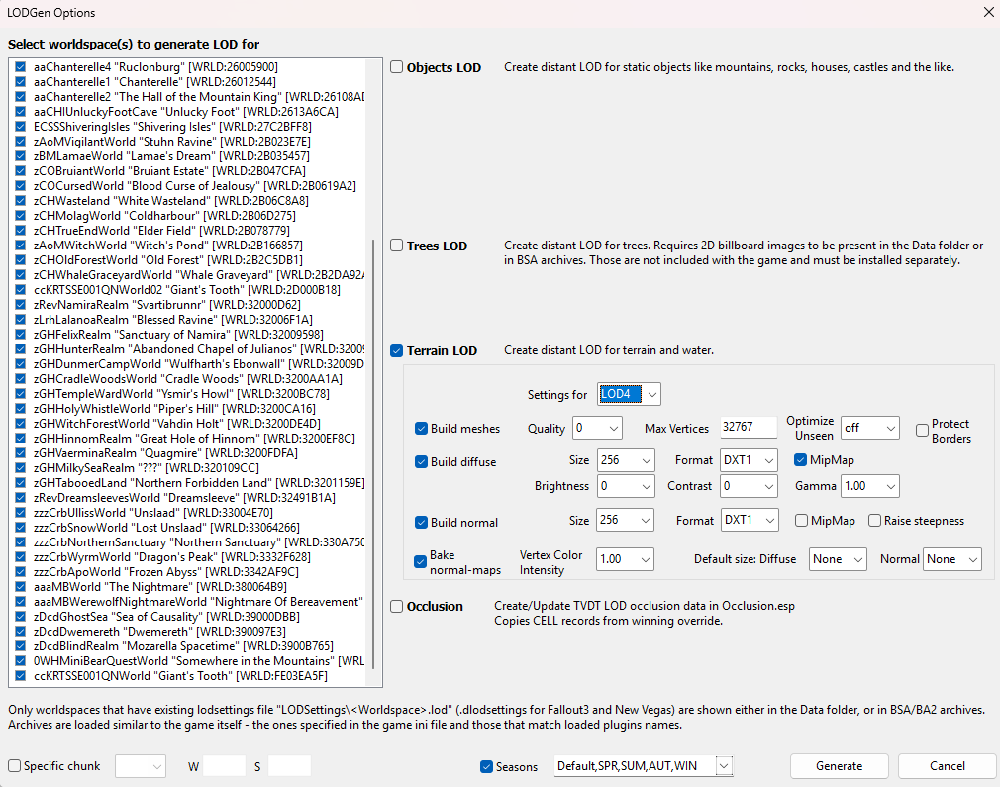 LODGen Options
Select worldspace(s) to generate LOD for
aaChanterelle4 "Ruclonburg" [WRLD:26005900]
aaChanterelle1 "Chanterelle" [WRLD:26012544]
aaChanterelle2 "The Hall of the Mountain King" [WRLD:26108AD
aaCHIUnluckyFootCave "Unlucky Foot" [WRLD:2613A6CA]
ECSSShiveringIsles "Shivering Isles" [WRLD:27C2BFF8]
zAoMVigilantWorld "Stuhn Ravine" [WRLD:2B023E7E]
zBMLamaeWorld "Lamae's Dream" [WRLD:2B035457]
zCOBruiantWorld "Bruiant Estate" [WRLD:2B047CFA]
zCOCursedWorld "Blood Curse of Jealousy" [WRLD:2B0619A2]
zCHWasteland "White Wasteland" [WRLD:2B06C8A8]
zCHMolagWorld "Coldharbour" [WRLD:2B06D275]
zCHTrueEndWorld "Elder Field" [WRLD:2B078779]
zAoMWitchWorld "Witch's Pond" [WRLD:2B166857]
zCHOldForestWorld "Old Forest" [WRLD:2B2C5DB1]
zCHWhaleGraceyardWorld "Whale Graveyard" [WRLD:2B2DA92A
ccKRTSSE001QNWorld02 "Giant's Tooth" [WRLD:2D000B18]
zRevNamiraRealm "Svartibrunnr" [WRLD:32000D62]
zLrhLalanoaRealm "Blessed Ravine" [WRLD:32006F1A]
zGHFelixRealm "Sanctuary of Namira" [WRLD:32009598]
zGHHunterRealm "Abandoned Chapel of Julianos" [WRLD:32009
zGHDunmerCampWorld "Wulfharth's Ebonwall" [WRLD:32009D
zGHCradleWoodsWorld "Cradle Woods" [WRLD:3200AA1A]
zGHTempleWardWorld "Ysmir's Howl" [WRLD:3200BC78]
zGHHolyWhistleWorld "Piper's Hill" [WRLD:3200CA16]
zGHWitchForestWorld "Vahdin Holt" [WRLD:3200DE4D]
zGHHinnomRealm "Great Hole of Hinnom" [WRLD:3200EF8C]
zGHVaerminaRealm "Quagmire" [WRLD:3200FDFA]
zGHMilkySeaRealm "???" [WRLD:320109CC]
zGHTabooedLand "Northern Forbidden Land" [WRLD:3201159E]
zRevDreamsleevesWorld "Dreamsleeve" [WRLD:32491B1A]
zzzCrbUllissWorld "Unslaad" [WRLD:33004E70]
zzzCrbSnowWorld "Lost Unslaad" [WRLD:33064266]
zzzCrbNorthernSanctuary "Northern Sanctuary" [WRLD:330A750
zzzCrbWyrmWorld "Dragon's Peak" [WRLD:3332F628]
zzzCrbApoWorld "Frozen Abyss" [WRLD:3342AF9C]
aaaMBWorld "The Nightmare" [WRLD:380064B9]
aaaMBWerewolfNightmareWorld "Nightmare Of Bereavement"
zDcdGhostSea "Sea of Causality" [WRLD:39000DBB]
zDcdDwemereth "Dwemereth" [WRLD:390097E3]
zDcdBlindRealm "Mozarella Spacetime" [WRLD:3900B765]
0WHMiniBearQuestWorld "Somewhere in the Mountains" [WRL
ccKRTSSE001QNWorld "Giant's Tooth" [WRLD:FE03EA5F]
Objects LOD Create distant LOD for static objects like mountains, rocks, houses, castles and the like.
Trees LOD Create distant LOD for trees. Requires 2D billboard images to be present in the Data folder or
in BSA archives. Those are not included with the game and must be installed separately.
Terrain LOD Create distant LOD for terrain and water.
Settings for LOD4
Build meshes Quality 0 Max Vertices 32767 Optimize Unseen off Protect Borders
Build diffuse Size 256 Format DXT1 MipMap
Brightness 0 Contrast 0 Gamma 1.00
Build normal Size 256 Format DXT1 MipMap Raise steepness
Bake normal-maps Vertex Color Intensity 1.00 Default size: Diffuse None Normal None
Occlusion Create/Update TVDT LOD occlusion data in Occlusion.esp
Copies CELL records from winning override.
Only worldspaces that have existing lodsettings file "LODSettings\<Worldspace>.lod" (.dlodsettings for Fallout3 and New Vegas) are shown either in the Data folder, or in BSA/BA2 archives.
Archives are loaded similar to the game itself - the ones specified in the game ini file and those that match loaded plugins names.
Specific chunk W S Seasons Default,SPR,SUM,AUT,WIN Generate Cancel